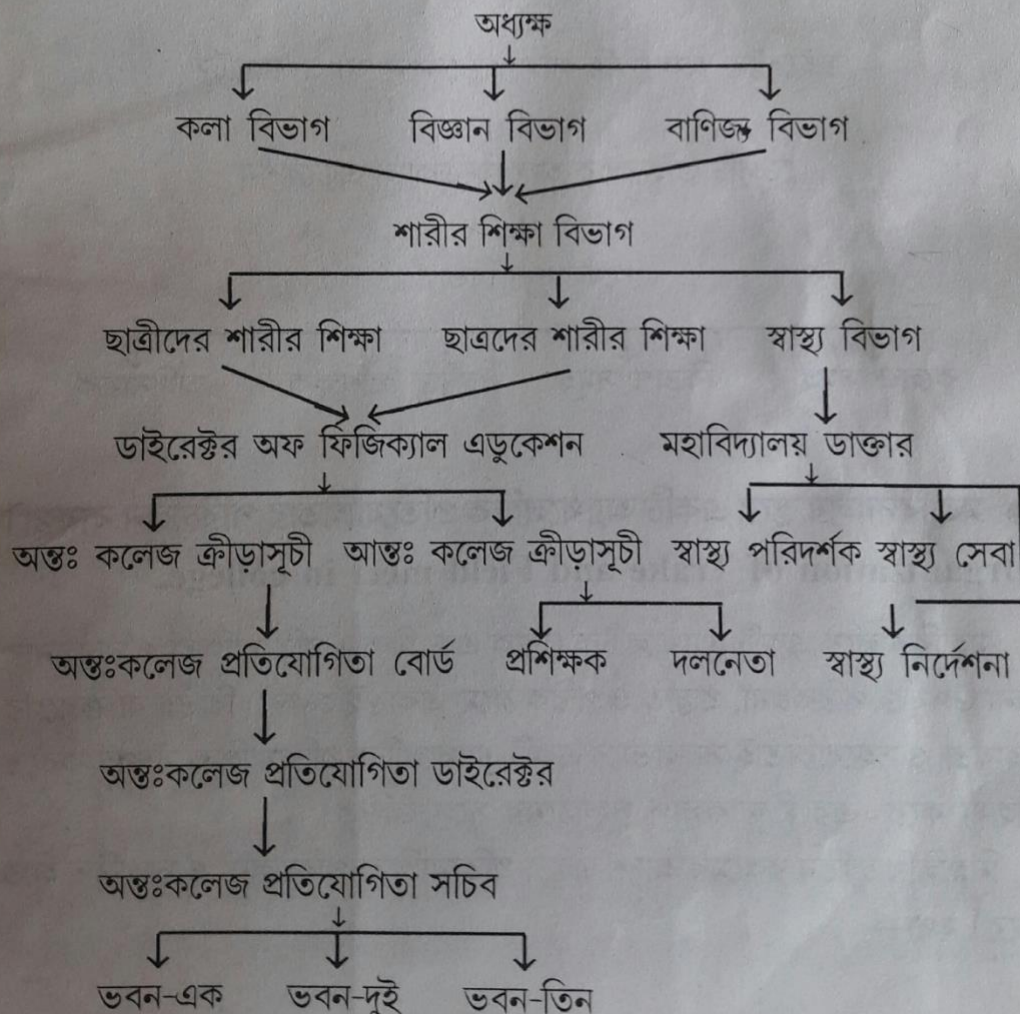 অধ্যক্ষ
কলা বিভাগ বিজ্ঞান বিভাগ বাণিজ্য বিভাগ
শারীর শিক্ষা বিভাগ
ছাত্রীদের শারীর শিক্ষা ছাত্রদের শারীর শিক্ষা স্বাস্থ্য বিভাগ
ডাইরেক্টর অফ ফিজিক্যাল এডুকেশন মহাবিদ্যালয় ডাক্তার
অন্তঃ কলেজ ক্রীড়াসূচী আন্তঃ কলেজ ক্রীড়াসূচী স্বাস্থ্য পরিদর্শক স্বাস্থ্য সেবা
অন্তঃকলেজ প্রতিযোগিতা বোর্ড প্রশিক্ষক দলনেতা স্বাস্থ্য নির্দেশনা
অন্তঃকলেজ প্রতিযোগিতা ডাইরেক্টর
অন্তঃকলেজ প্রতিযোগিতা সচিব
ভবন-এক ভবন-দুই ভবন-তিন